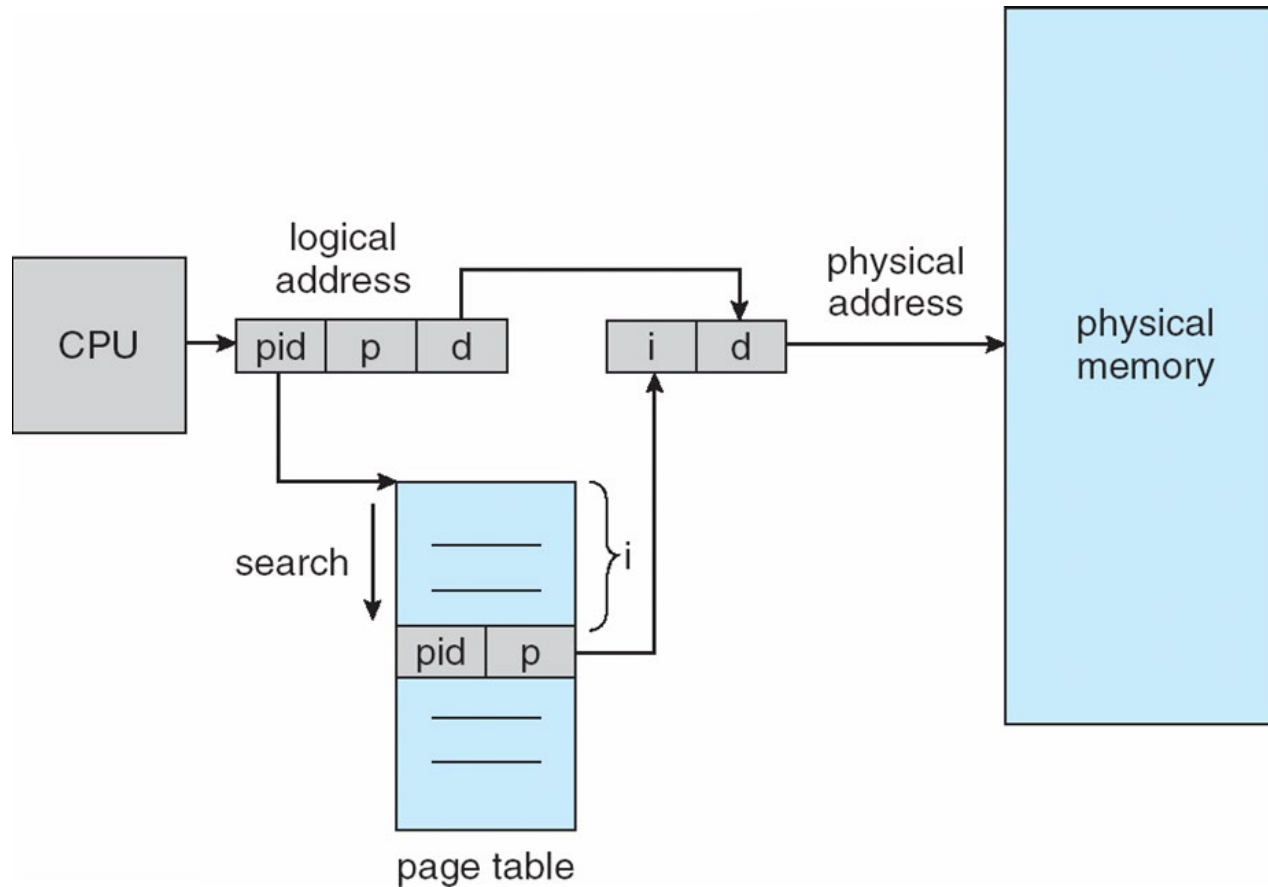 logical
address
physical
address
CPU
pid p d
i d
physical
memory
search
i
pid p
page table